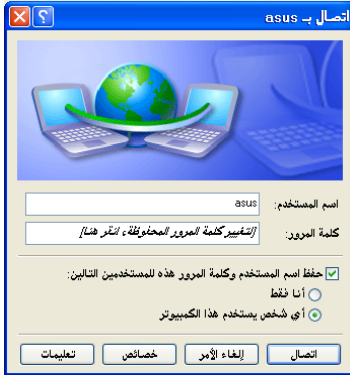 اتصال بـ asus
اسم المستخدم: asus
كلمة المرور: [لتغيير كلمة المرور المحفوظة، انقر هنا]
حفظ اسم المستخدم وكلمة المرور هذه للمستخدمين التالين:
أنا فقط
أي شخص يستخدم هذا الكمبيوتر
اتصال إلغاء الأمر خصائص تعليمات